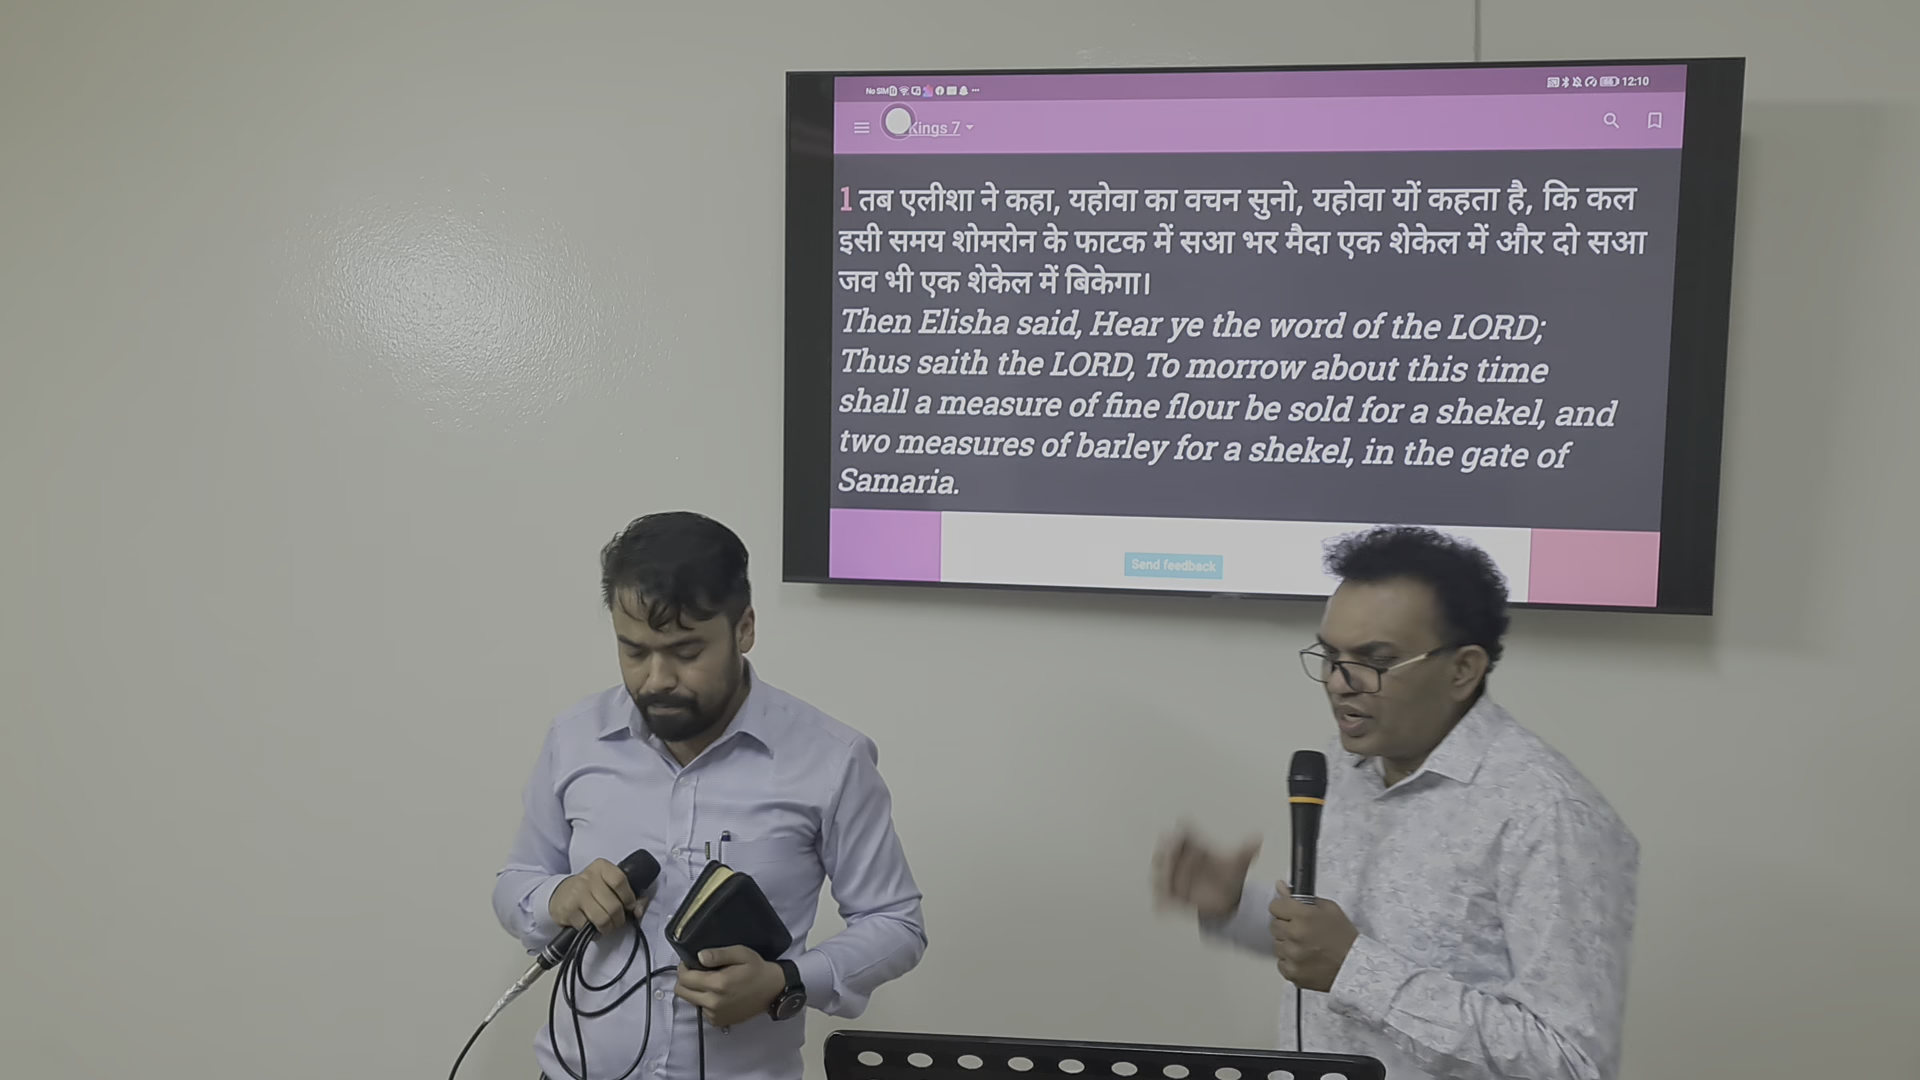 No SIM 12:10
Kings 7
1 तब एलीशा ने कहा, यहोवा का वचन सुनो, यहोवा यों कहता है, कि कल
इसी समय शोमरोन के फाटक में सआ भर मैदा एक शेकेल में और दो सआ
जव भी एक शेकेल में बिकेगा।
Then Elisha said, Hear ye the word of the LORD;
Thus saith the LORD, To morrow about this time
shall a measure of fine flour be sold for a shekel, and
two measures of barley for a shekel, in the gate of
Samaria.
Send feedback